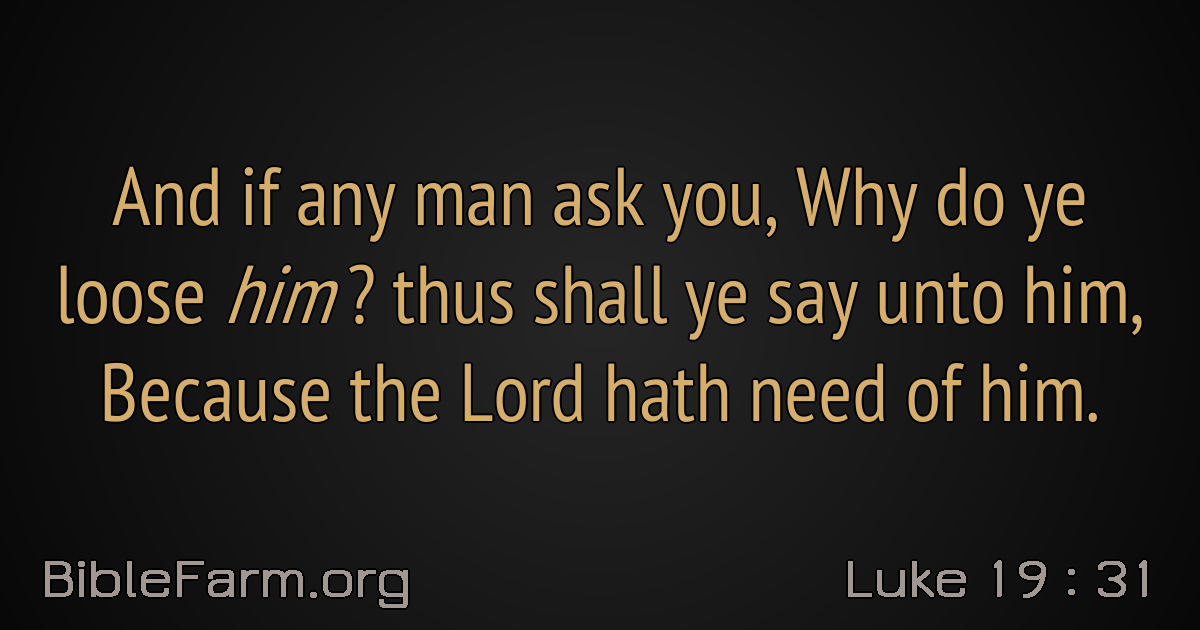 And if any man ask you, Why do ye
loose him? thus shall ye say unto him,
Because the Lord hath need of him.
BibleFarm.org
Luke 19 : 31